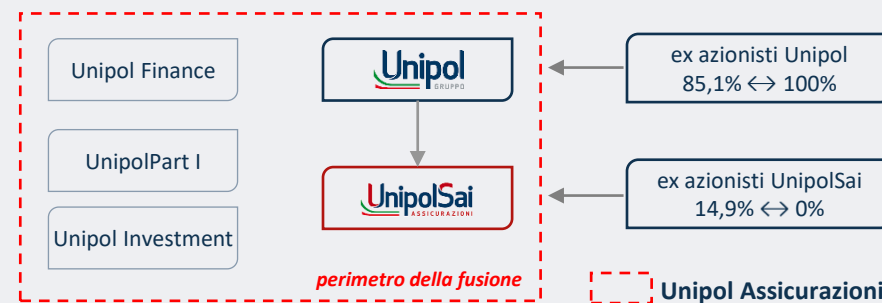 Unipol Finance
Unipol
GRUPPO
ex azionisti Unipol
85,1% ↔ 100%
UnipolPart I
UnipolSai
ASSICURAZIONI
ex azionisti UnipolSai
14,9% ↔ 0%
Unipol Investment
perimetro della fusione
Unipol Assicurazioni